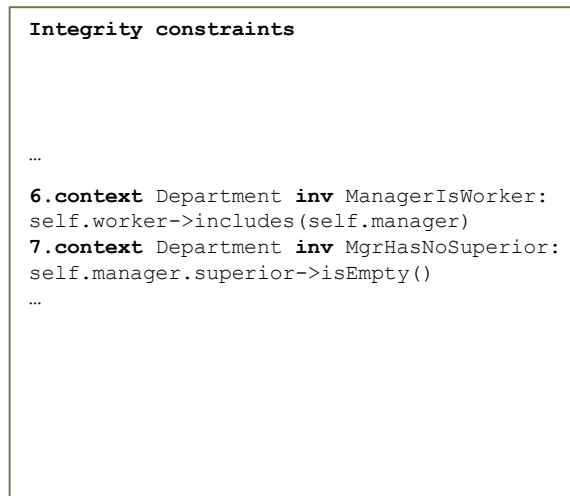 Integrity constraints
…
6.context Department inv ManagerIsWorker:
self.worker->includes(self.manager)
7.context Department inv MgrHasNoSuperior:
self.manager.superior->isEmpty()
…